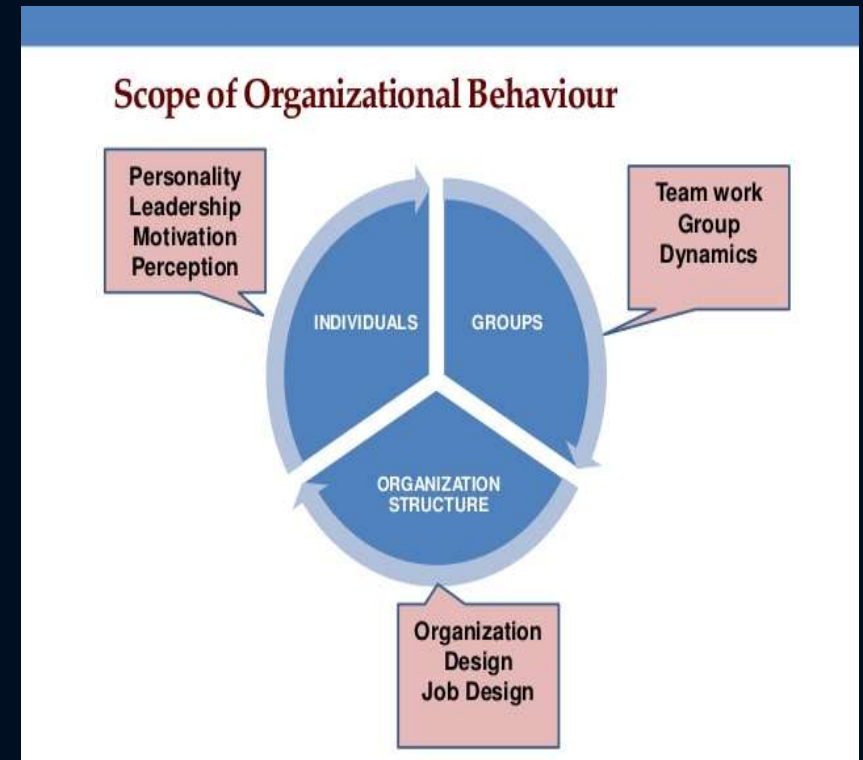 Scope of Organizational Behaviour
Personality
Leadership
Motivation
Perception
Team work
Group
Dynamics
INDIVIDUALS
GROUPS
ORGANIZATION
STRUCTURE
Organization
Design
Job Design